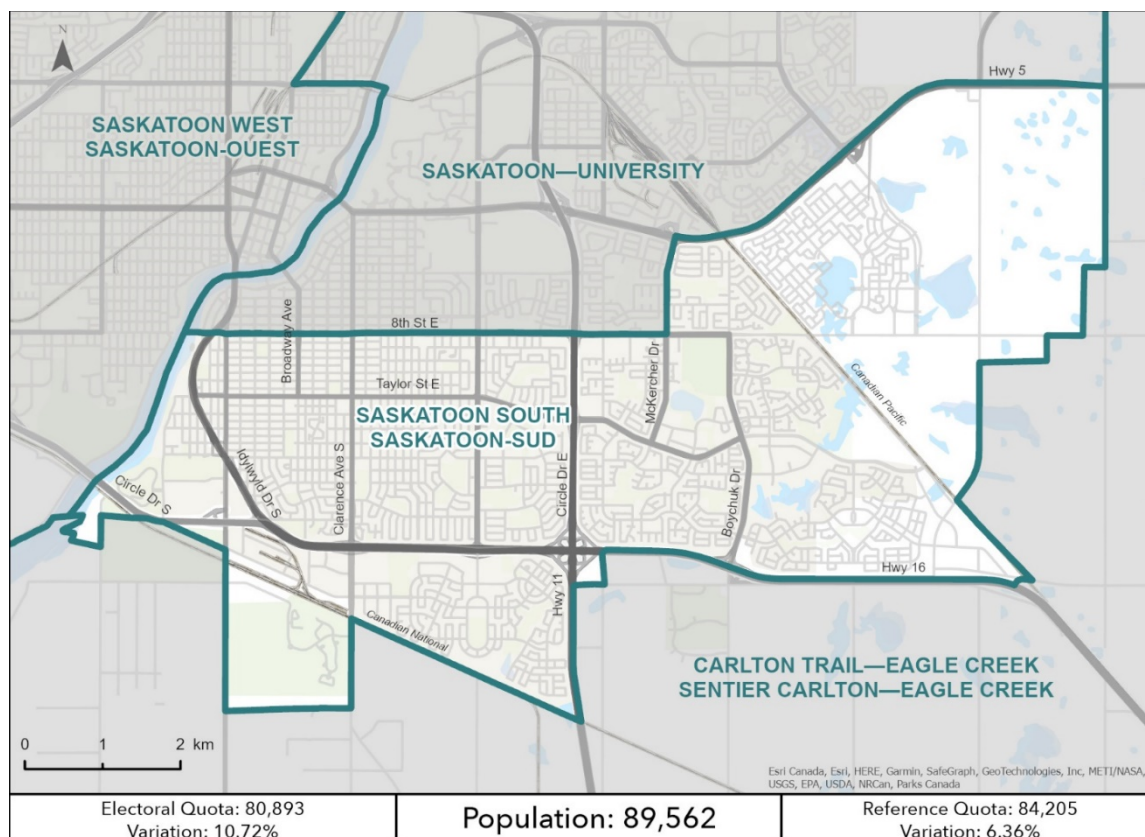 N
Hwy 5
SASKATOON WEST
SASKATOON-OUEST
SASKATOON—UNIVERSITY
8th St E
Broadway Ave
McKercher Dr
Taylor St E
Canadian Pacific
SASKATOON SOUTH
SASKATOON-SUD
Idylwyld Dr S
Clarence Ave S
Circle Dr E
Boychuk Dr
Circle Dr S
Hwy 16
Hwy 11
Canadian National
CARLTON TRAIL—EAGLE CREEK
SENTIER CARLTON—EAGLE CREEK
0 1 2 km
Esri Canada, Esri, HERE, Garmin, SafeGraph, GeoTechnologies, Inc, METI/NASA,
USGS, EPA, USDA, NRCan, Parks Canada
Electoral Quota: 80,893
Variation: 10.72%
Population: 89,562
Reference Quota: 84,205
Variation: 6.36%